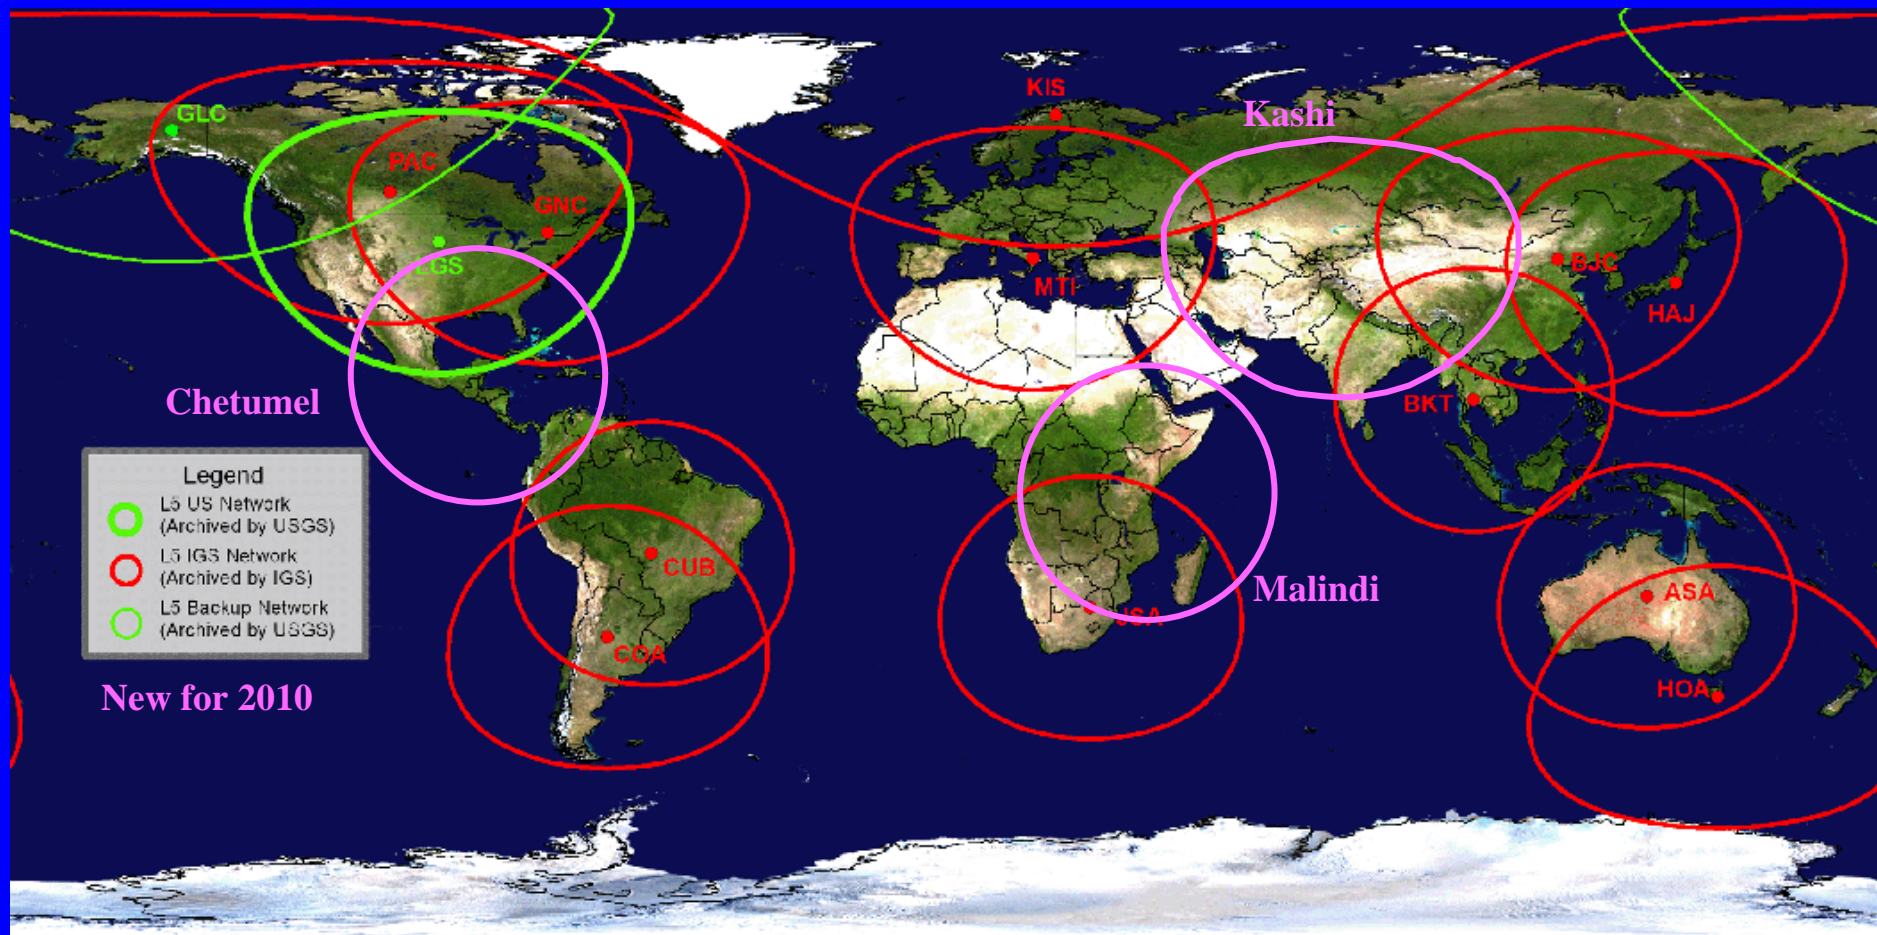 KIS
Kashi
GLC
PAC
GNC
EGS
MTI
BJC
HAJ
BKT
Chetumel
Legend
L5 US Network
(Archived by USGS)
L5 IGS Network
(Archived by IGS)
L5 Backup Network
(Archived by USGS)
CUB
COA
JSA
Malindi
ASA
HOA
New for 2010